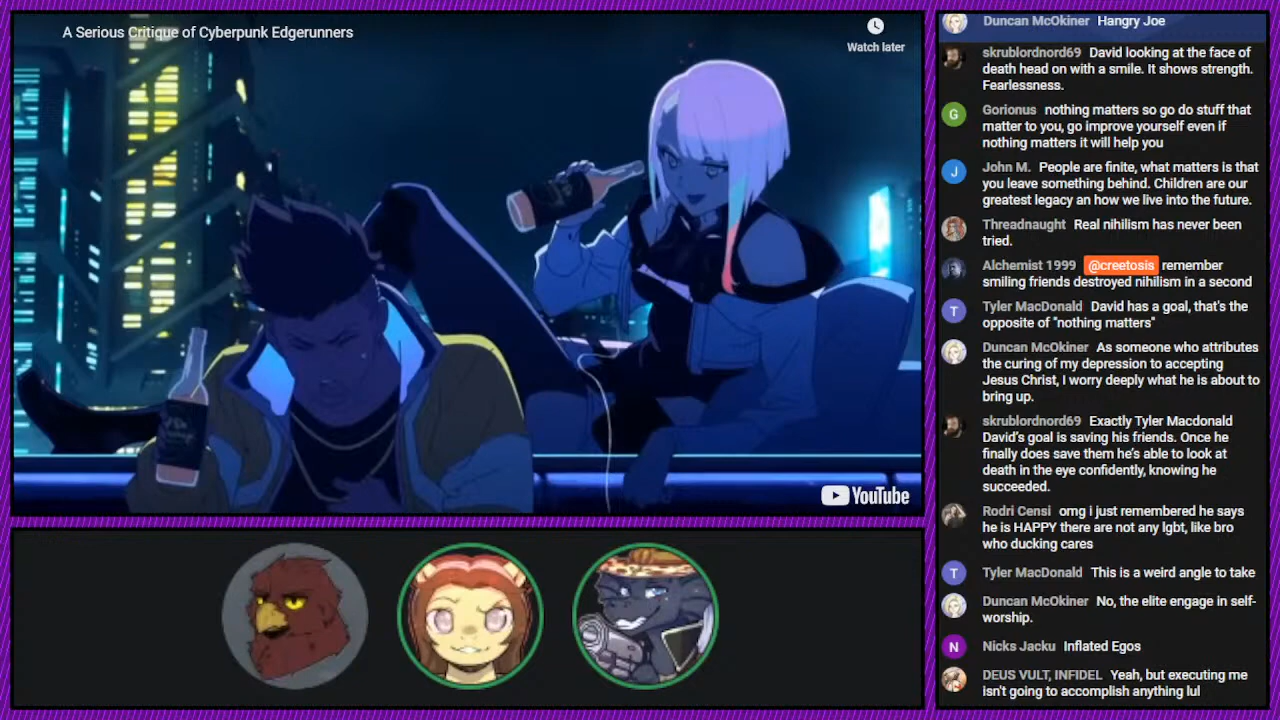 A Serious Critique of Cyberpunk Edgerunners
Watch later
YouTube
Duncan McOkiner Hangry Joe
skrublordnord69 David looking at the face of
death head on with a smile. It shows strength.
Fearlessness.
G
Gorionus nothing matters so go do stuff that
matter to you, go improve yourself even if
nothing matters it will help you
J
John M. People are finite, what matters is that
you leave something behind. Children are our
greatest legacy an how we live into the future.
Threadnaught Real nihilism has never been
tried.
Alchemist 1999 @creetosis remember
smiling friends destroyed nihilism in a second
T
Tyler MacDonald David has a goal, that's the
opposite of "nothing matters"
Duncan McOkiner As someone who attributes
the curing of my depression to accepting
Jesus Christ, I worry deeply what he is about to
bring up.
skrublordnord69 Exactly Tyler Macdonald
David's goal is saving his friends. Once he
finally does save them he's able to look at
death in the eye confidently, knowing he
succeeded.
Rodri Censi omg i just remembered he says
he is HAPPY there are not any lgbt, like bro
who ducking cares
T
Tyler MacDonald This is a weird angle to take
Duncan McOkiner No, the elite engage in self-
worship.
N
Nicks Jacku Inflated Egos
DEUS VULT, INFIDEL Yeah, but executing me
isn't going to accomplish anything lul